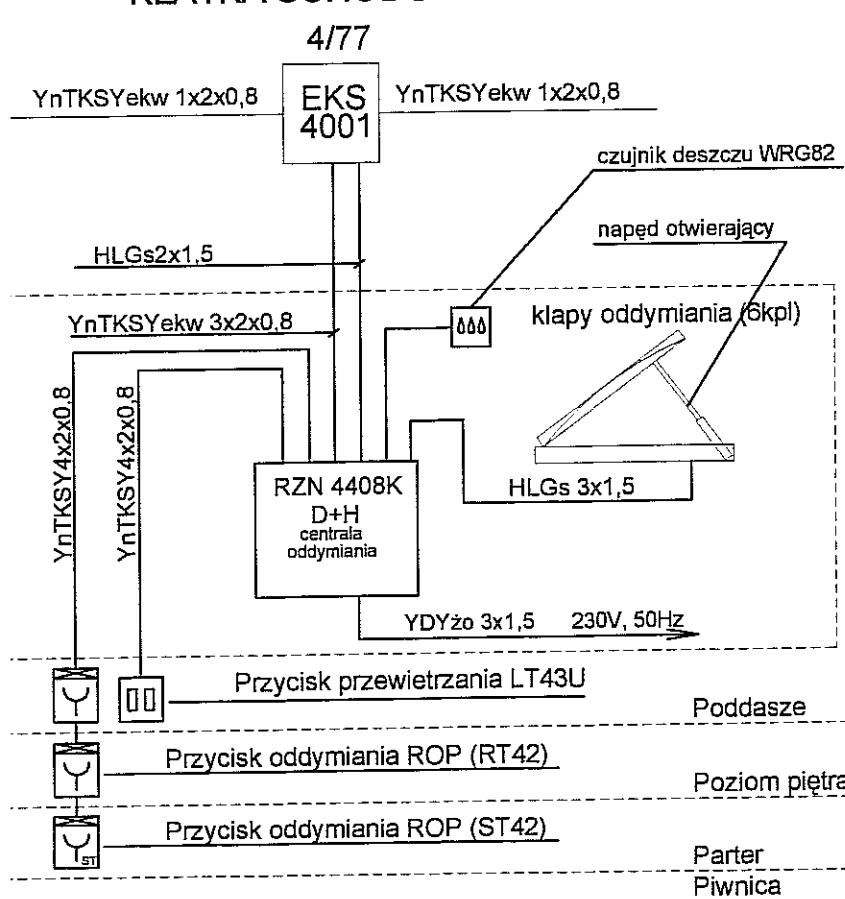 4/77
YnTKSYekw 1x2x0,8
EKS
4001
YnTKSYekw 1x2x0,8
czujnik deszczu WRG82
napęd otwierający
HLGs2x1,5
YnTKSYekw 3x2x0,8
klapy oddymiania (6kpl)
YnTKSY4x2x0,8
YnTKSY4x2x0,8
RZN 4408K
D+H
centrala
oddymiania
HLGs 3x1,5
YDYżo 3x1,5 230V, 50Hz
Przycisk przewietrzania LT43U
Poddasze
Przycisk oddymiania ROP (RT42)
Poziom piętra
Przycisk oddymiania ROP (ST42)
ST
Parter
Piwnica